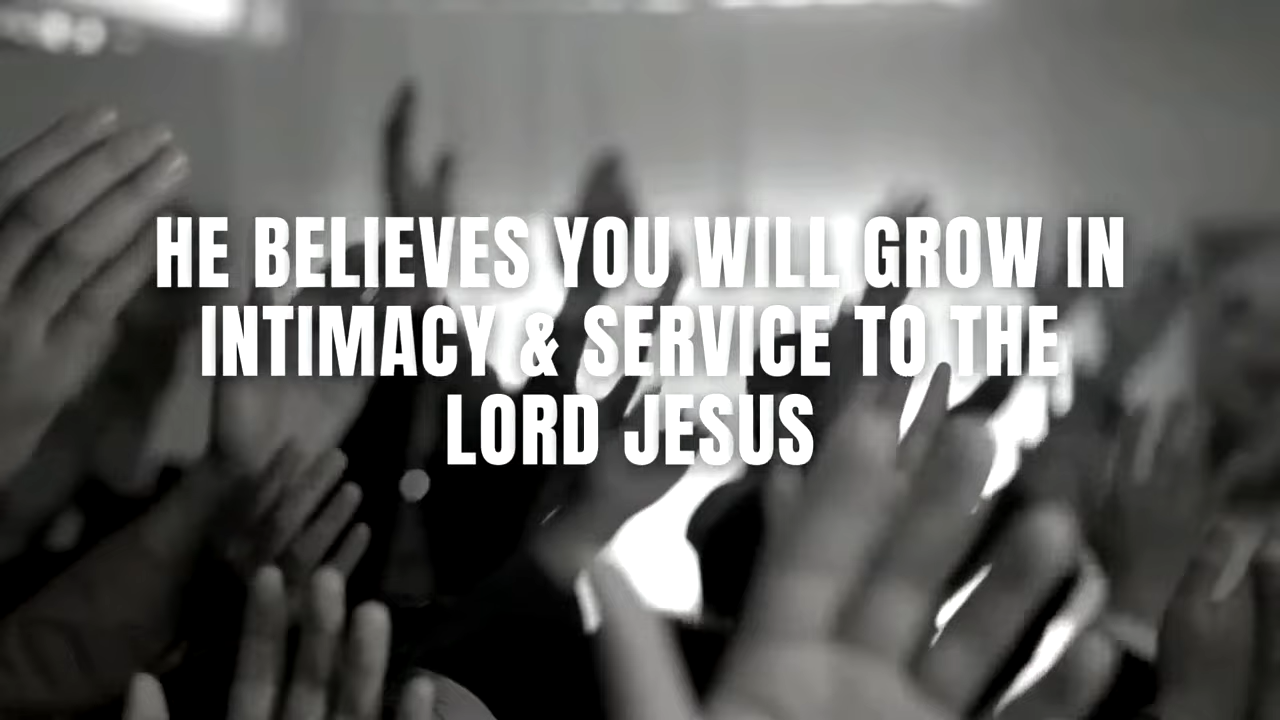 HE BELIEVES YOU WILL GROW IN
INTIMACY & SERVICE TO THE
LORD JESUS